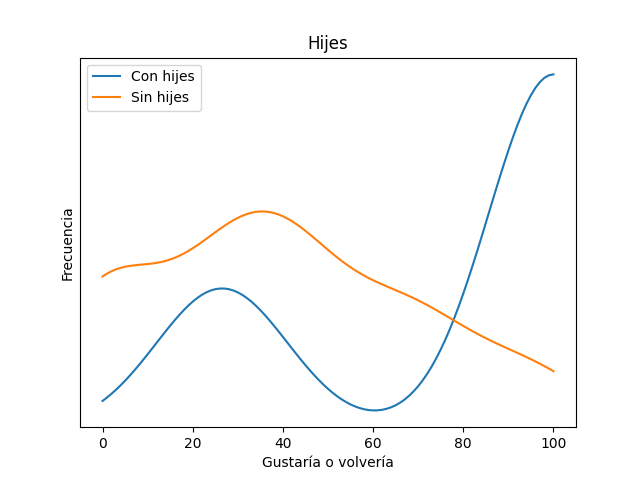 Hijes
Con hijes
Sin hijes
Frecuencia
0 20 40 60 80 100
Gustaría o volvería